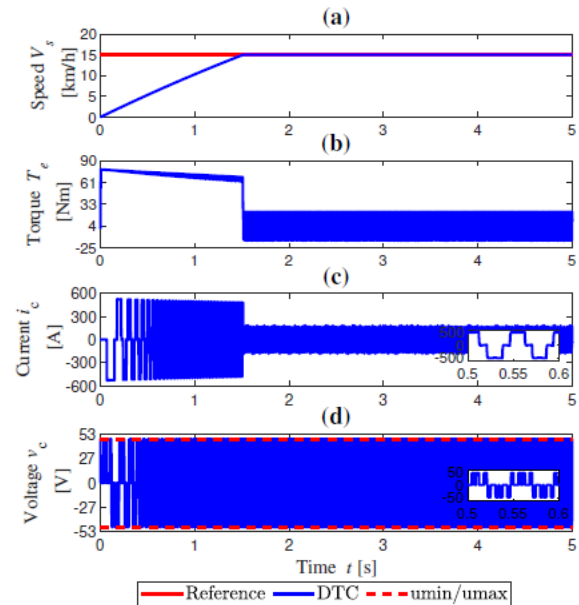 (a)
Speed V_s
[km/h]
20
15
10
5
0
0 1 2 3 4 5
(b)
Torque T_e
[Nm]
90
61
33
4
-25
0 1 2 3 4 5
(c)
Current i_c
[A]
600
300
0
-300
-600
500
0
-500
0.5 0.55 0.6
0 1 2 3 4 5
(d)
Voltage v_c
[V]
53
27
0
-27
-53
50
0
-50
0.5 0.55 0.6
0 1 2 3 4 5
Time t [s]
Reference DTC umin/umax